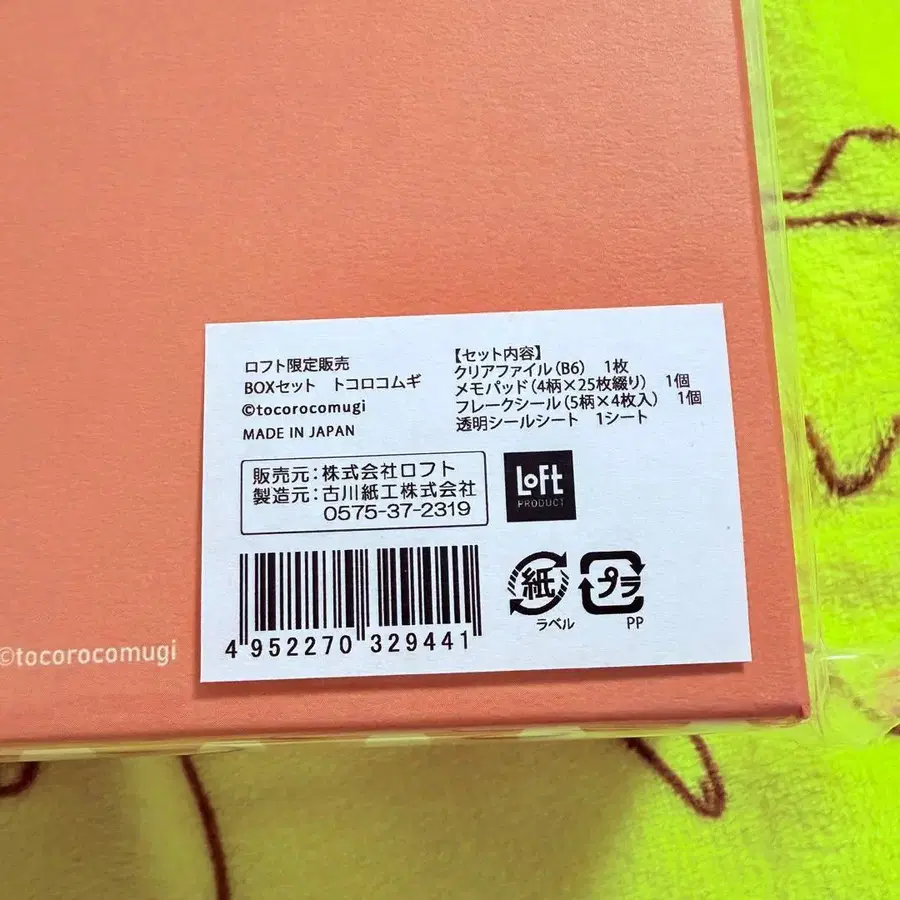 ロフト限定販売
BOXセット　トコロコムギ
©tocorocomugi
MADE IN JAPAN
【セット内容】
クリアファイル(B6)　1枚
メモパッド(4柄×25枚綴り)　1個
フレークシール(5柄×4枚入)　1個
透明シールシート　1シート
販売元:株式会社ロフト
製造元:古川紙工株式会社
0575-37-2319
LOFT
PRODUCT
4 952270 329441
紙
ラベル
プラ
PP
©tocorocomugi